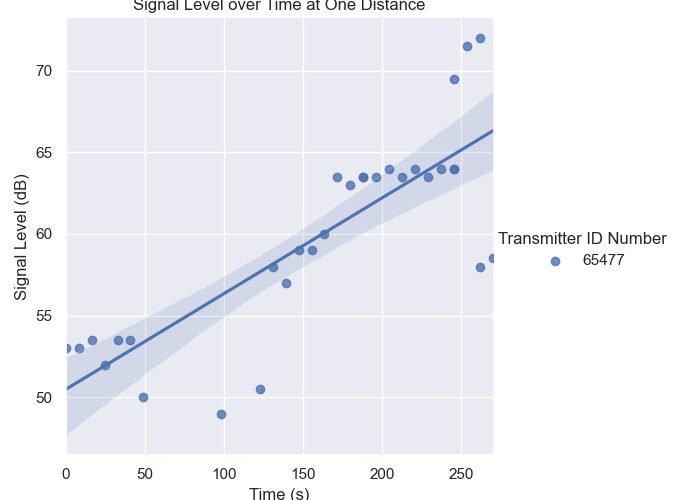 Signal Level over Time at One Distance
70
65
60
55
50
Signal Level (dB)
0 50 100 150 200 250
Time (s)
Transmitter ID Number
65477